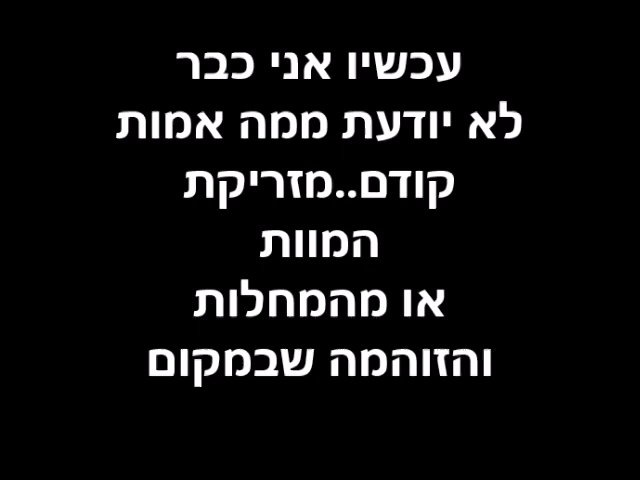 עכשיו אני כבר
לא יודעת ממה אמות
קודם..מזריקת
המוות
או מהמחלות
והזוהמה שבמקום